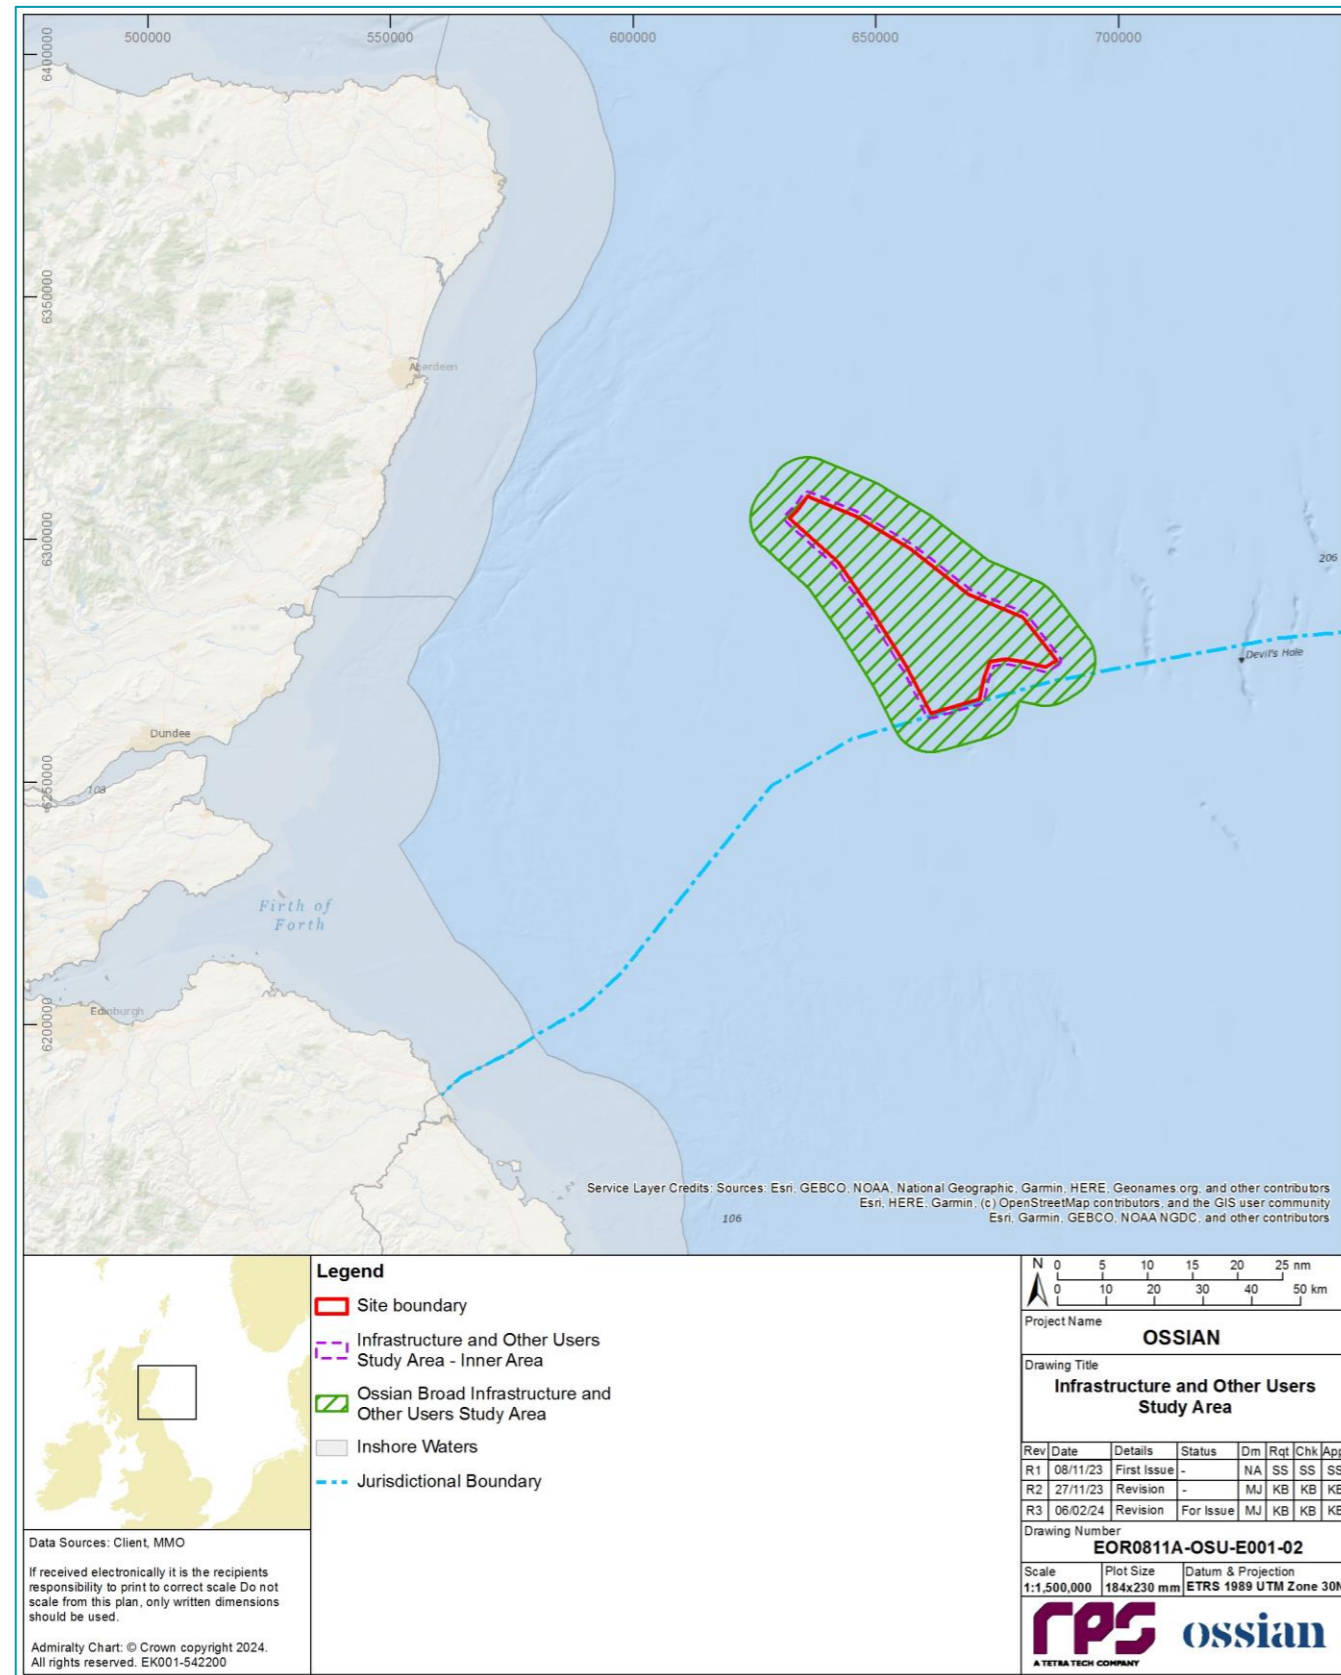 500000
550000
600000
650000
700000
6400000
6350000
6300000
6250000
6200000
Aberdeen
206
Devil's Hole
Dundee
103
Firth of
Forth
Edinburgh
106
Service Layer Credits: Sources: Esri, GEBCO, NOAA, National Geographic, Garmin, HERE, Geonames.org, and other contributors
Esri, HERE, Garmin, (c) OpenStreetMap contributors, and the GIS user community
Esri, Garmin, GEBCO, NOAA NGDC, and other contributors
Data Sources: Client, MMO
If received electronically it is the recipients
responsibility to print to correct scale Do not
scale from this plan, only written dimensions
should be used.
Admiralty Chart: © Crown copyright 2024.
All rights reserved. EK001-542200
Legend
Site boundary
Infrastructure and Other Users
Study Area - Inner Area
Ossian Broad Infrastructure and
Other Users Study Area
Inshore Waters
Jurisdictional Boundary
N 0 5 10 15 20 25 nm
0 10 20 30 40 50 km
Project Name
OSSIAN
Drawing Title
Infrastructure and Other Users
Study Area
Rev Date Details Status Dm Rqt Chk App
R1 08/11/23 First Issue - NA SS SS SS
R2 27/11/23 Revision - MJ KB KB KB
R3 06/02/24 Revision For Issue MJ KB KB KB
Drawing Number
EOR0811A-OSU-E001-02
Scale Plot Size Datum & Projection
1:1,500,000 184x230 mm ETRS 1989 UTM Zone 30N
rps ossian
A TETRA TECH COMPANY